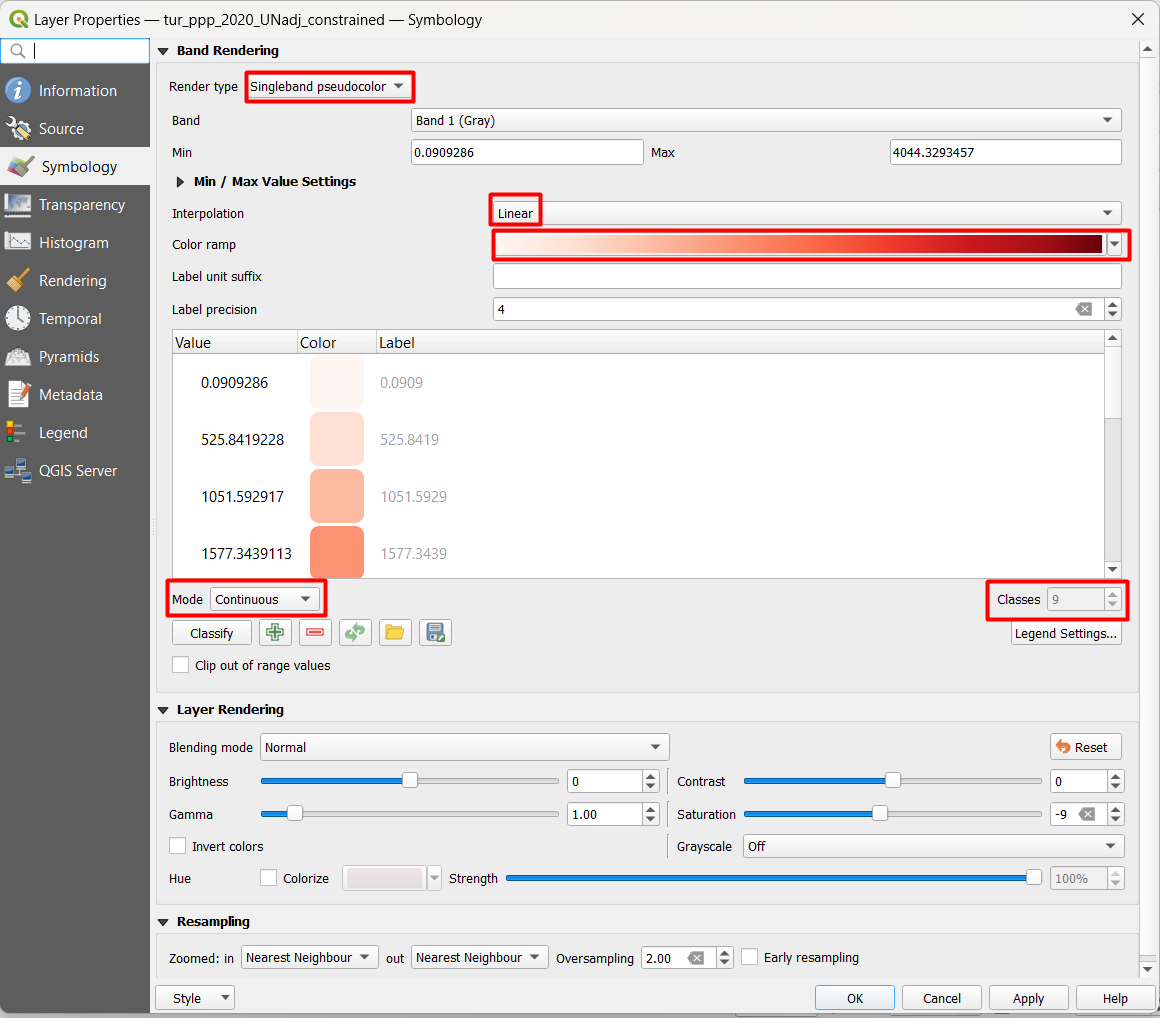 Layer Properties — tur_ppp_2020_UNadj_constrained — Symbology
Information
Source
Symbology
Transparency
Histogram
Rendering
Temporal
Pyramids
Metadata
Legend
QGIS Server
Band Rendering
Render type Singleband pseudocolor
Band Band 1 (Gray)
Min 0.0909286 Max 4044.3293457
Min / Max Value Settings
Interpolation Linear
Color ramp
Label unit suffix
Label precision 4
Value Color Label
0.0909286 0.0909
525.8419228 525.8419
1051.592917 1051.5929
1577.3439113 1577.3439
Mode Continuous Classes 9
Classify Legend Settings...
Clip out of range values
Layer Rendering
Blending mode Normal Reset
Brightness 0 Contrast 0
Gamma 1.00 Saturation -9
Invert colors Grayscale Off
Hue Colorize Strength 100%
Resampling
Zoomed: in Nearest Neighbour out Nearest Neighbour Oversampling 2.00 Early resampling
Style OK Cancel Apply Help